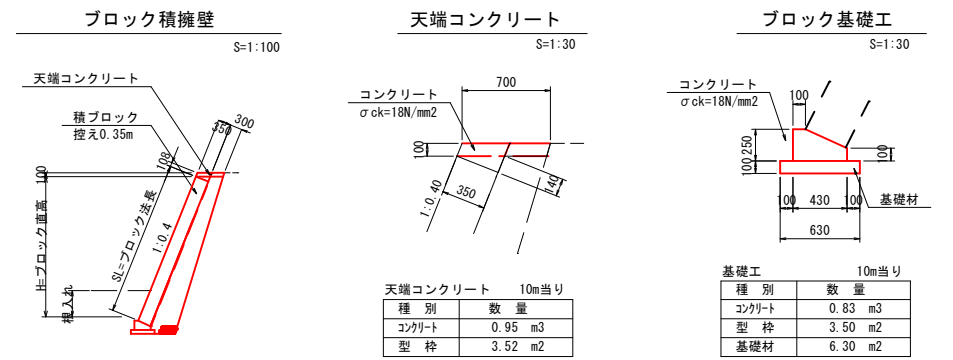 ブロック積擁壁
S=1:100
天端コンクリート
積ブロック
控え0.35m
350
300
108
100
H=ブロック直高
SL=ブロック法長
1:0.4
根入れ
天端コンクリート
S=1:30
700
コンクリート
σck=18N/mm2
100
1:0.40
350
140
天端コンクリート 10m当り
種 別 数 量
コンクリート 0.95 m3
型 枠 3.52 m2
ブロック基礎工
S=1:30
コンクリート
σck=18N/mm2
100
250
100
100
100 430 100
630
基礎材
基礎工 10m当り
種 別 数 量
コンクリート 0.83 m3
型 枠 3.50 m2
基礎材 6.30 m2